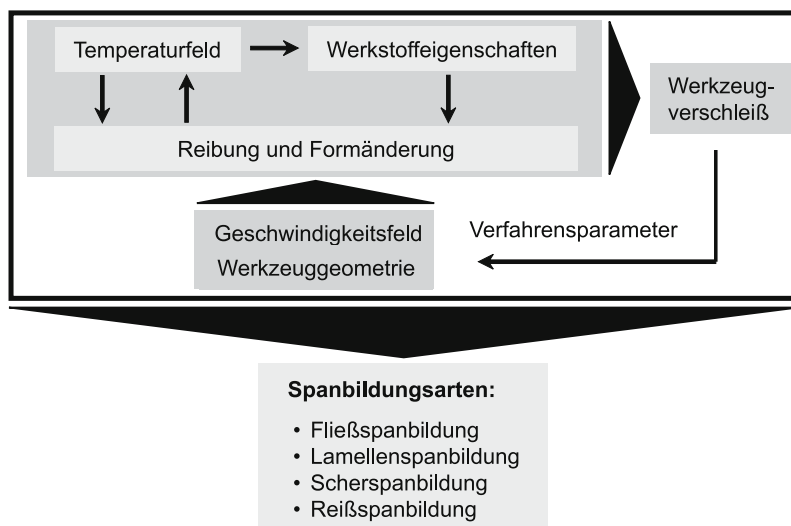 Temperaturfeld
Werkstoffeigenschaften
Reibung und Formänderung
Werkzeug-
verschleiß
Geschwindigkeitsfeld
Werkzeuggeometrie
Verfahrensparameter
Spanbildungsarten:
• Fließspanbildung
• Lamellenspanbildung
• Scherspanbildung
• Reißspanbildung